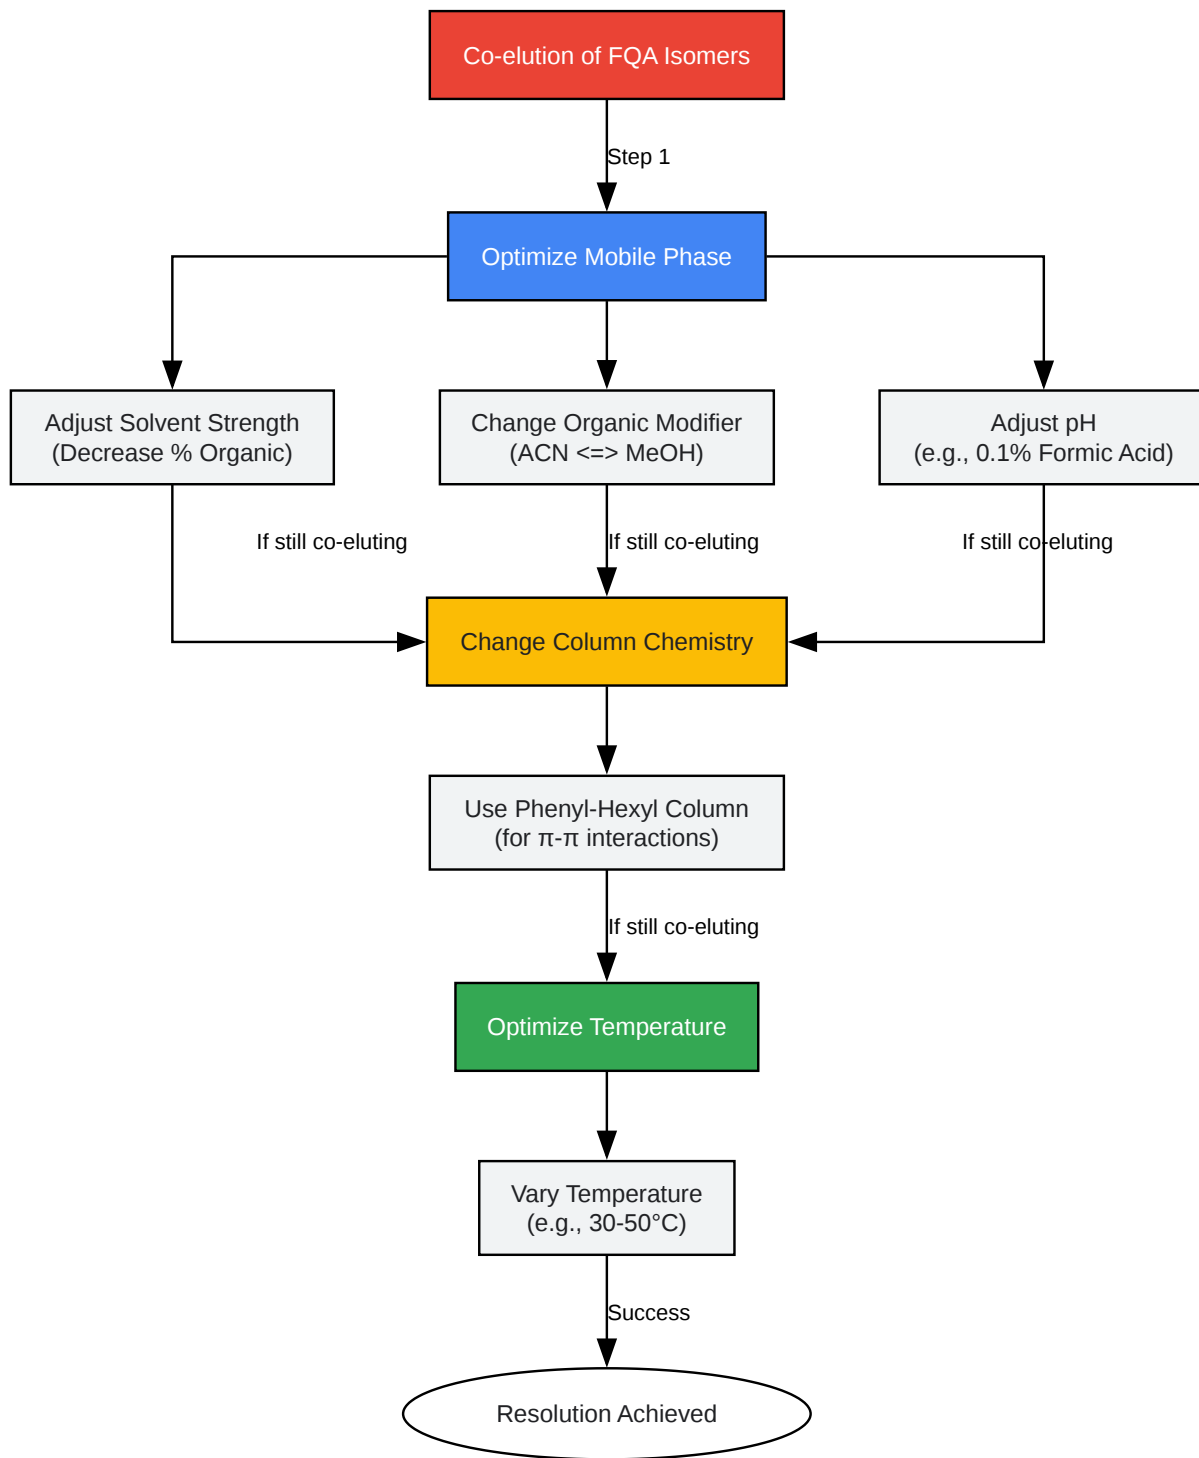 Co-elution of FQA Isomers
Step 1
Optimize Mobile Phase
Adjust Solvent Strength
(Decrease % Organic)
Change Organic Modifier
(ACN <=> MeOH)
Adjust pH
(e.g., 0.1% Formic Acid)
If still co-eluting
If still co-eluting
If still co-eluting
Change Column Chemistry
Use Phenyl-Hexyl Column
(for π-π interactions)
If still co-eluting
Optimize Temperature
Vary Temperature
(e.g., 30-50°C)
Success
Resolution Achieved